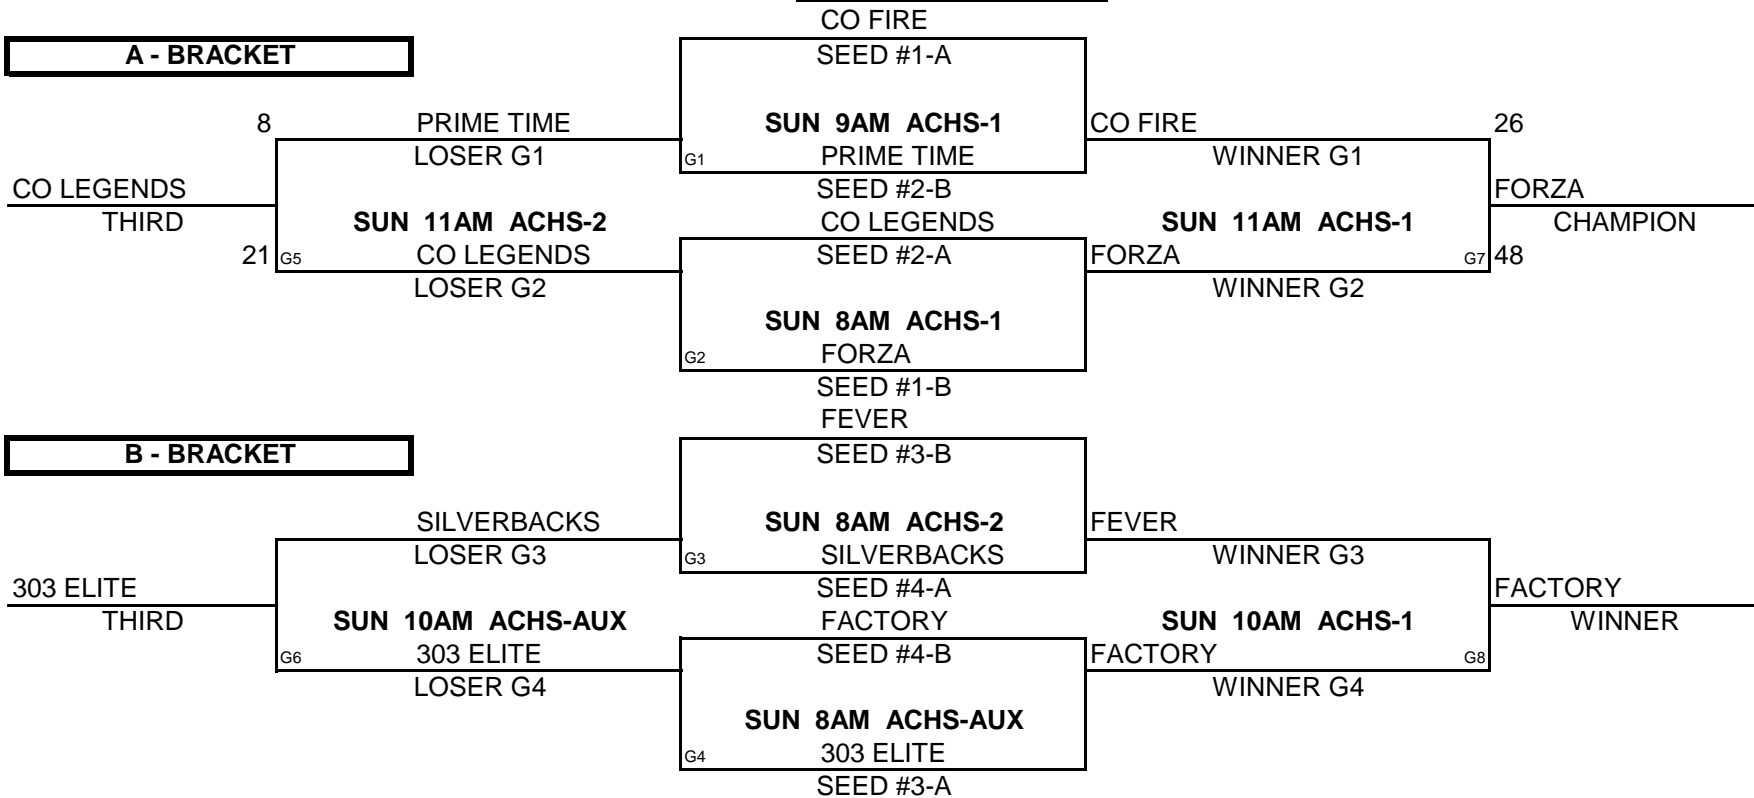 CO FIRE
A - BRACKET SEED #1-A
8 PRIME TIME SUN 9AM ACHS-1 CO FIRE 26
LOSER G1 G1 PRIME TIME WINNER G1
CO LEGENDS SEED #2-B FORZA
THIRD SUN 11AM ACHS-2 CO LEGENDS SUN 11AM ACHS-1 CHAMPION
21 G5 CO LEGENDS SEED #2-A FORZA G7 48
LOSER G2 WINNER G2
SUN 8AM ACHS-1
G2 FORZA
SEED #1-B
FEVER
B - BRACKET SEED #3-B
SILVERBACKS SUN 8AM ACHS-2 FEVER
LOSER G3 G3 SILVERBACKS WINNER G3
303 ELITE SEED #4-A FACTORY
THIRD SUN 10AM ACHS-AUX FACTORY SUN 10AM ACHS-1 WINNER
G6 303 ELITE SEED #4-B FACTORY G8
LOSER G4 WINNER G4
SUN 8AM ACHS-AUX
G4 303 ELITE
SEED #3-A